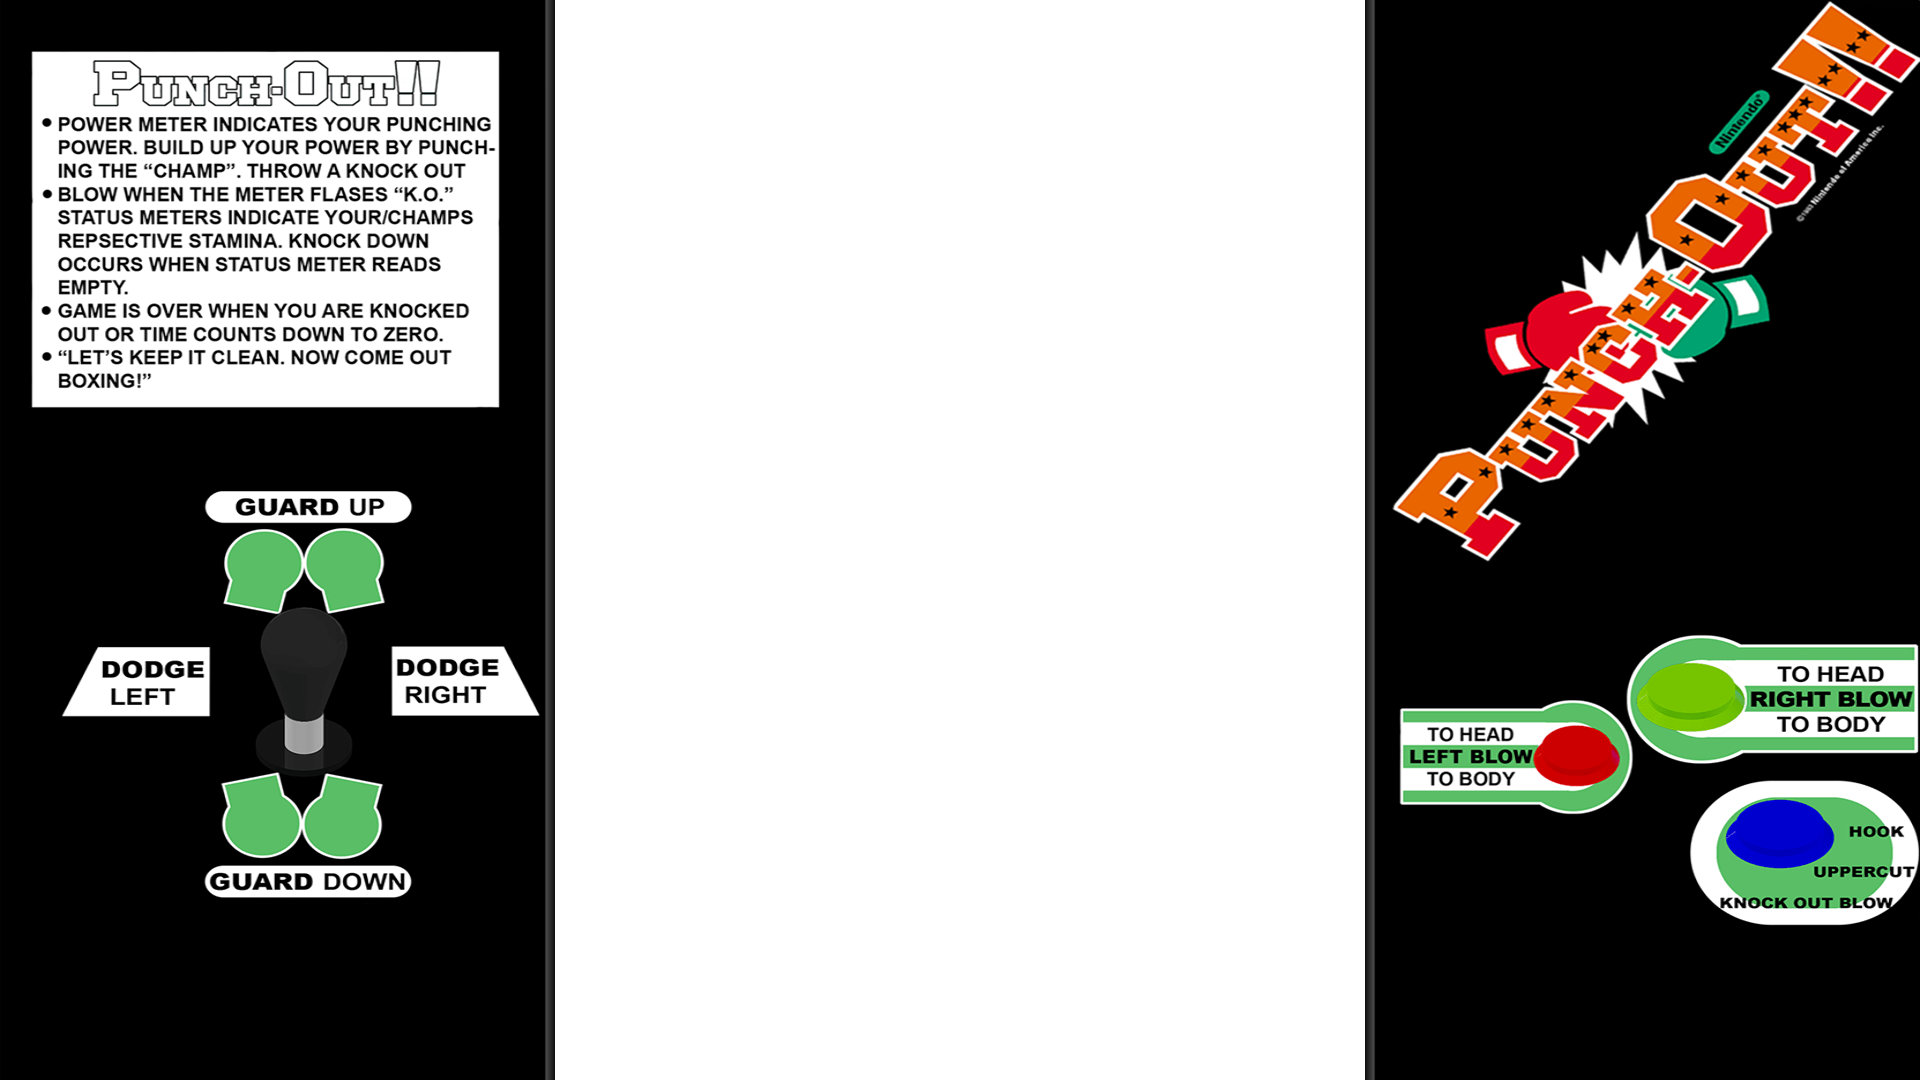 PUNCH-OUT!!
• POWER METER INDICATES YOUR PUNCHING
POWER. BUILD UP YOUR POWER BY PUNCH-
ING THE “CHAMP”. THROW A KNOCK OUT
• BLOW WHEN THE METER FLASES “K.O.”
STATUS METERS INDICATE YOUR/CHAMPS
REPSECTIVE STAMINA. KNOCK DOWN
OCCURS WHEN STATUS METER READS
EMPTY.
• GAME IS OVER WHEN YOU ARE KNOCKED
OUT OR TIME COUNTS DOWN TO ZERO.
• “LET’S KEEP IT CLEAN. NOW COME OUT
BOXING!”
GUARD UP
DODGE
LEFT
DODGE
RIGHT
GUARD DOWN
Nintendo®
PUNCH-OUT!!
©1983 Nintendo of America Inc.
TO HEAD
RIGHT BLOW
TO BODY
TO HEAD
LEFT BLOW
TO BODY
HOOK
UPPERCUT
KNOCK OUT BLOW